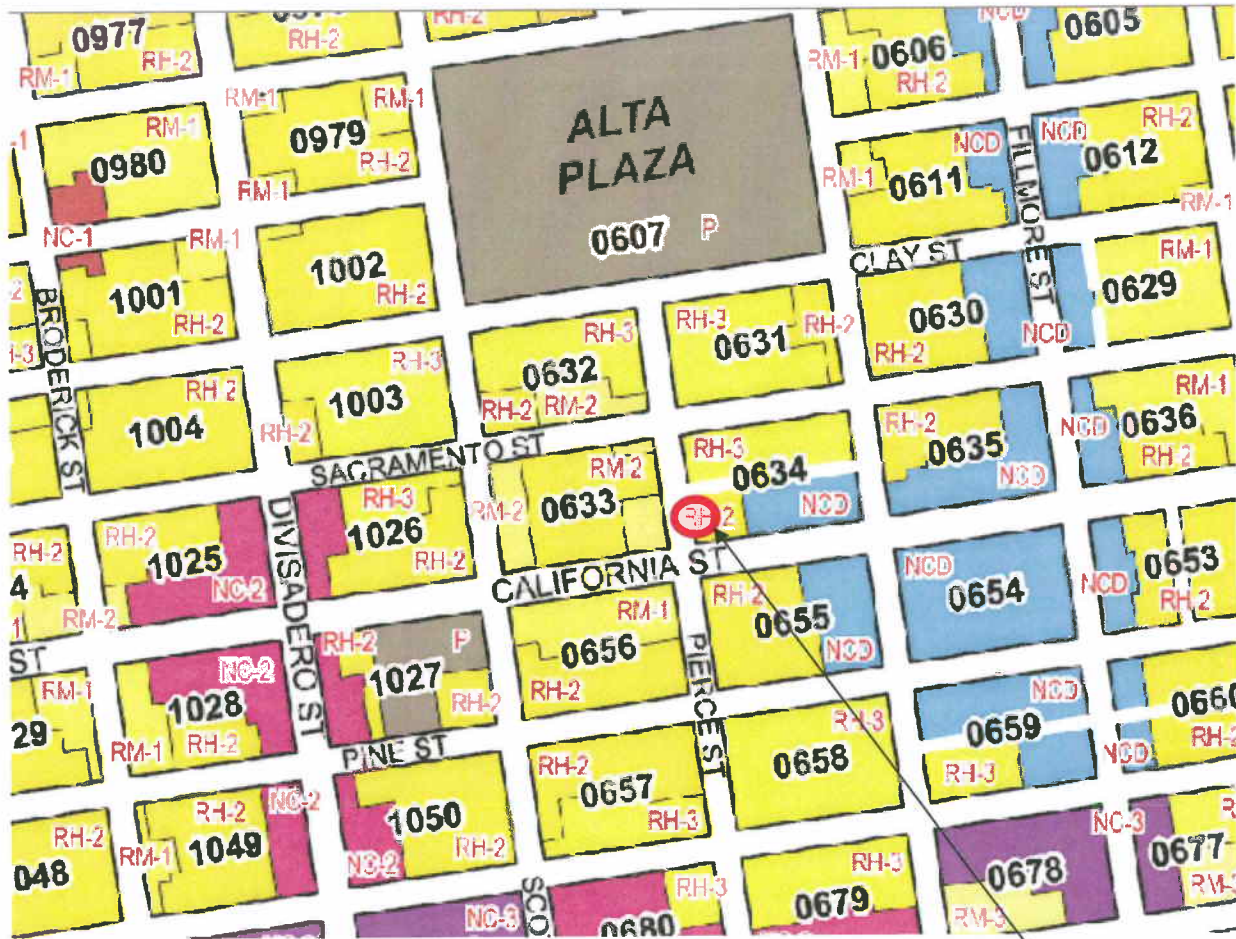 0977
RM-1
RH-2
RH-2
RH-2
RM-1
0606
RH-2
NCD
0605
RM-1
0980
NC-1
RM-1
RM-1
0979
RH-2
RM-1
ALTA
PLAZA
0607
P
NCD
RM-1
0611
FILLMORE ST
NCD
RH-2
0612
RM-1
CLAY ST
BRODERICK ST
RM-1
1001
RH-2
1002
RH-2
RH-3
0632
RH-2
RM-2
RH-3
0631
RH-2
0630
RH-2
NCD
RM-1
0629
RH-2
1004
RH-3
1003
RH-2
SACRAMENTO ST
RH-3
0634
NCD
RH-2
RH-2
0635
NCD
RM-1
NCD
0636
RH-2
RH-2
RM-2
RH-2
1025
NC-2
DIVISADERO ST
RH-3
1026
RH-2
RM-2
0633
RM-2
CALIFORNIA ST
RH-2
0655
NCD
PIERCE ST
NCD
0654
NCD
0653
RH-2
ST
RM-1
29
NC-2
1028
RH-2
RM-1
RH-2
P
1027
RH-2
PINE ST
RM-1
0656
RH-2
RH-3
0658
NCD
0659
RH-3
NCD
RH-2
RH-2
048
RH-2
NC-2
1049
RM-1
1050
RH-2
NC-2
RH-2
0657
RH-3
NC-3
SCO
RH-3
0680
RH-3
0679
NC-3
0678
RM-3
0677